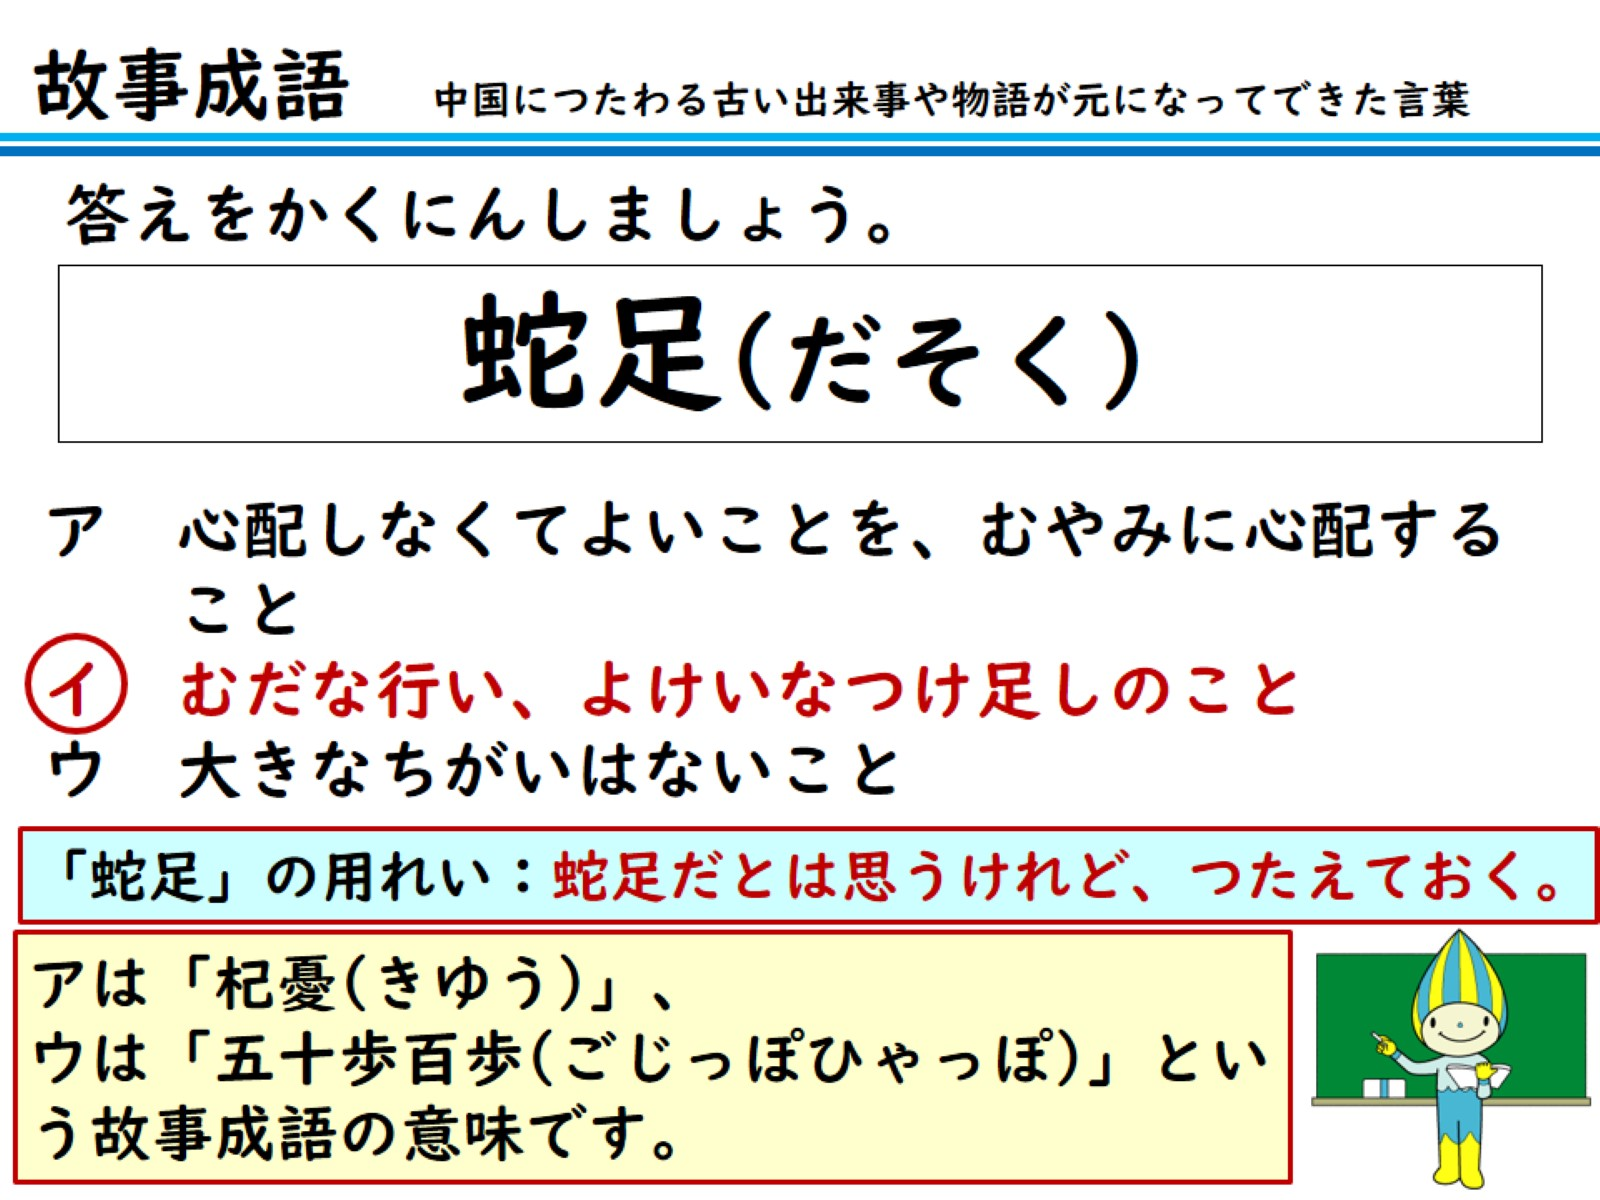 故事成語 中国につたわる古い出来事や物語が元になってできた言葉
答えをかくにんしましょう。
蛇足(だそく)
ア 心配しなくてよいことを、むやみに心配する
こと
イ むだな行い、よけいなつけ足しのこと
ウ 大きなちがいはないこと
「蛇足」の用れい：蛇足だとは思うけれど、つたえておく。
アは「杞憂(きゆう)」、
ウは「五十歩百歩(ごじっぽひゃっぽ)」とい
う故事成語の意味です。